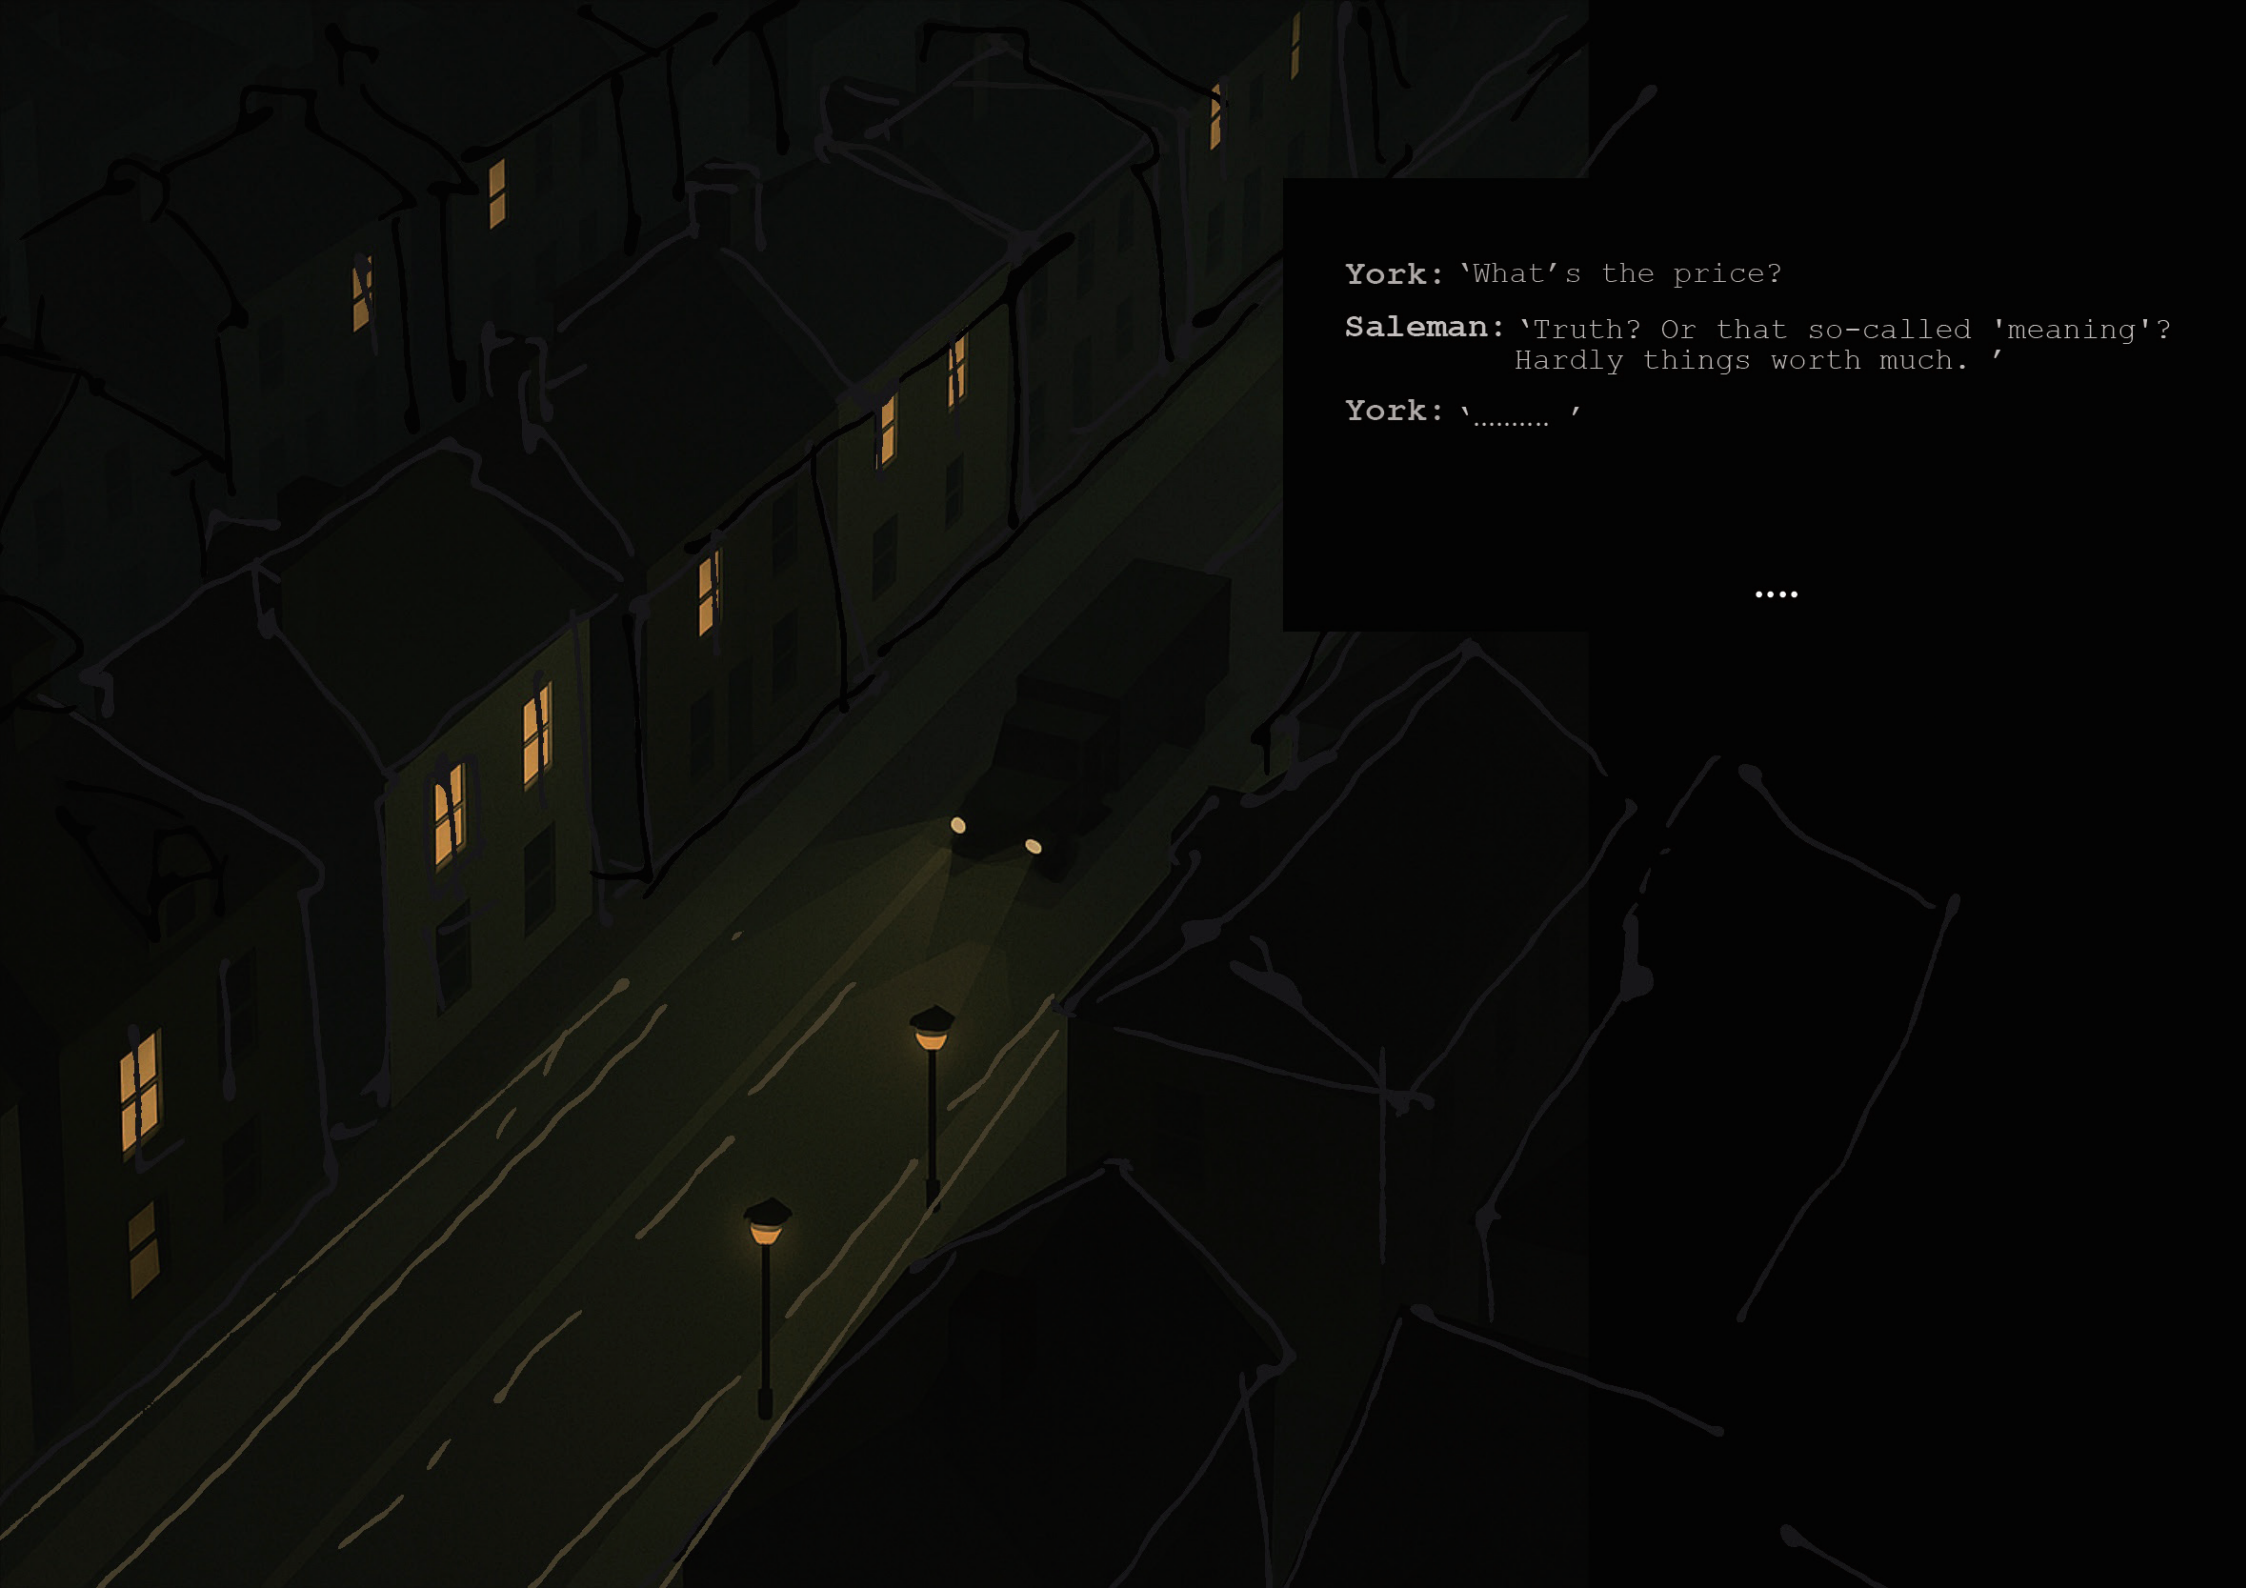 York: ‵What′s the price?
Saleman: ‵Truth? Or that so-called 'meaning'?
Hardly things worth much. ′
York: ‵.......... ′
....